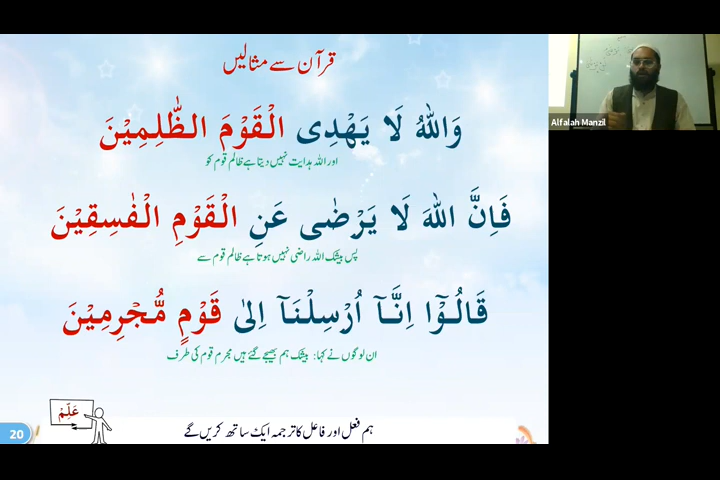 قرآن سے مثالیں
وَاللّٰهُ لَا یَهْدِی الْقَوْمَ الظّٰلِمِیْنَ
اور اللہ ہدایت نہیں دیتا ہے ظالم قوم کو
فَاِنَّ اللّٰهَ لَا یَرْضٰی عَنِ الْقَوْمِ الْفٰسِقِیْنَ
پس بیشک اللہ راضی نہیں ہوتا ہے ظالم قوم سے
قَالُوْۤا اِنَّاۤ اُرْسِلْنَاۤ اِلٰی قَوْمٍ مُّجْرِمِیْنَ
ان لوگوں نے کہا: بیشک ہم بھیجے گئے ہیں مجرم قوم کی طرف
عَلِّمْ
ہم فعل اور فاعل کا ترجمہ ایک ساتھ کریں گے
20
Alfalah Manzil